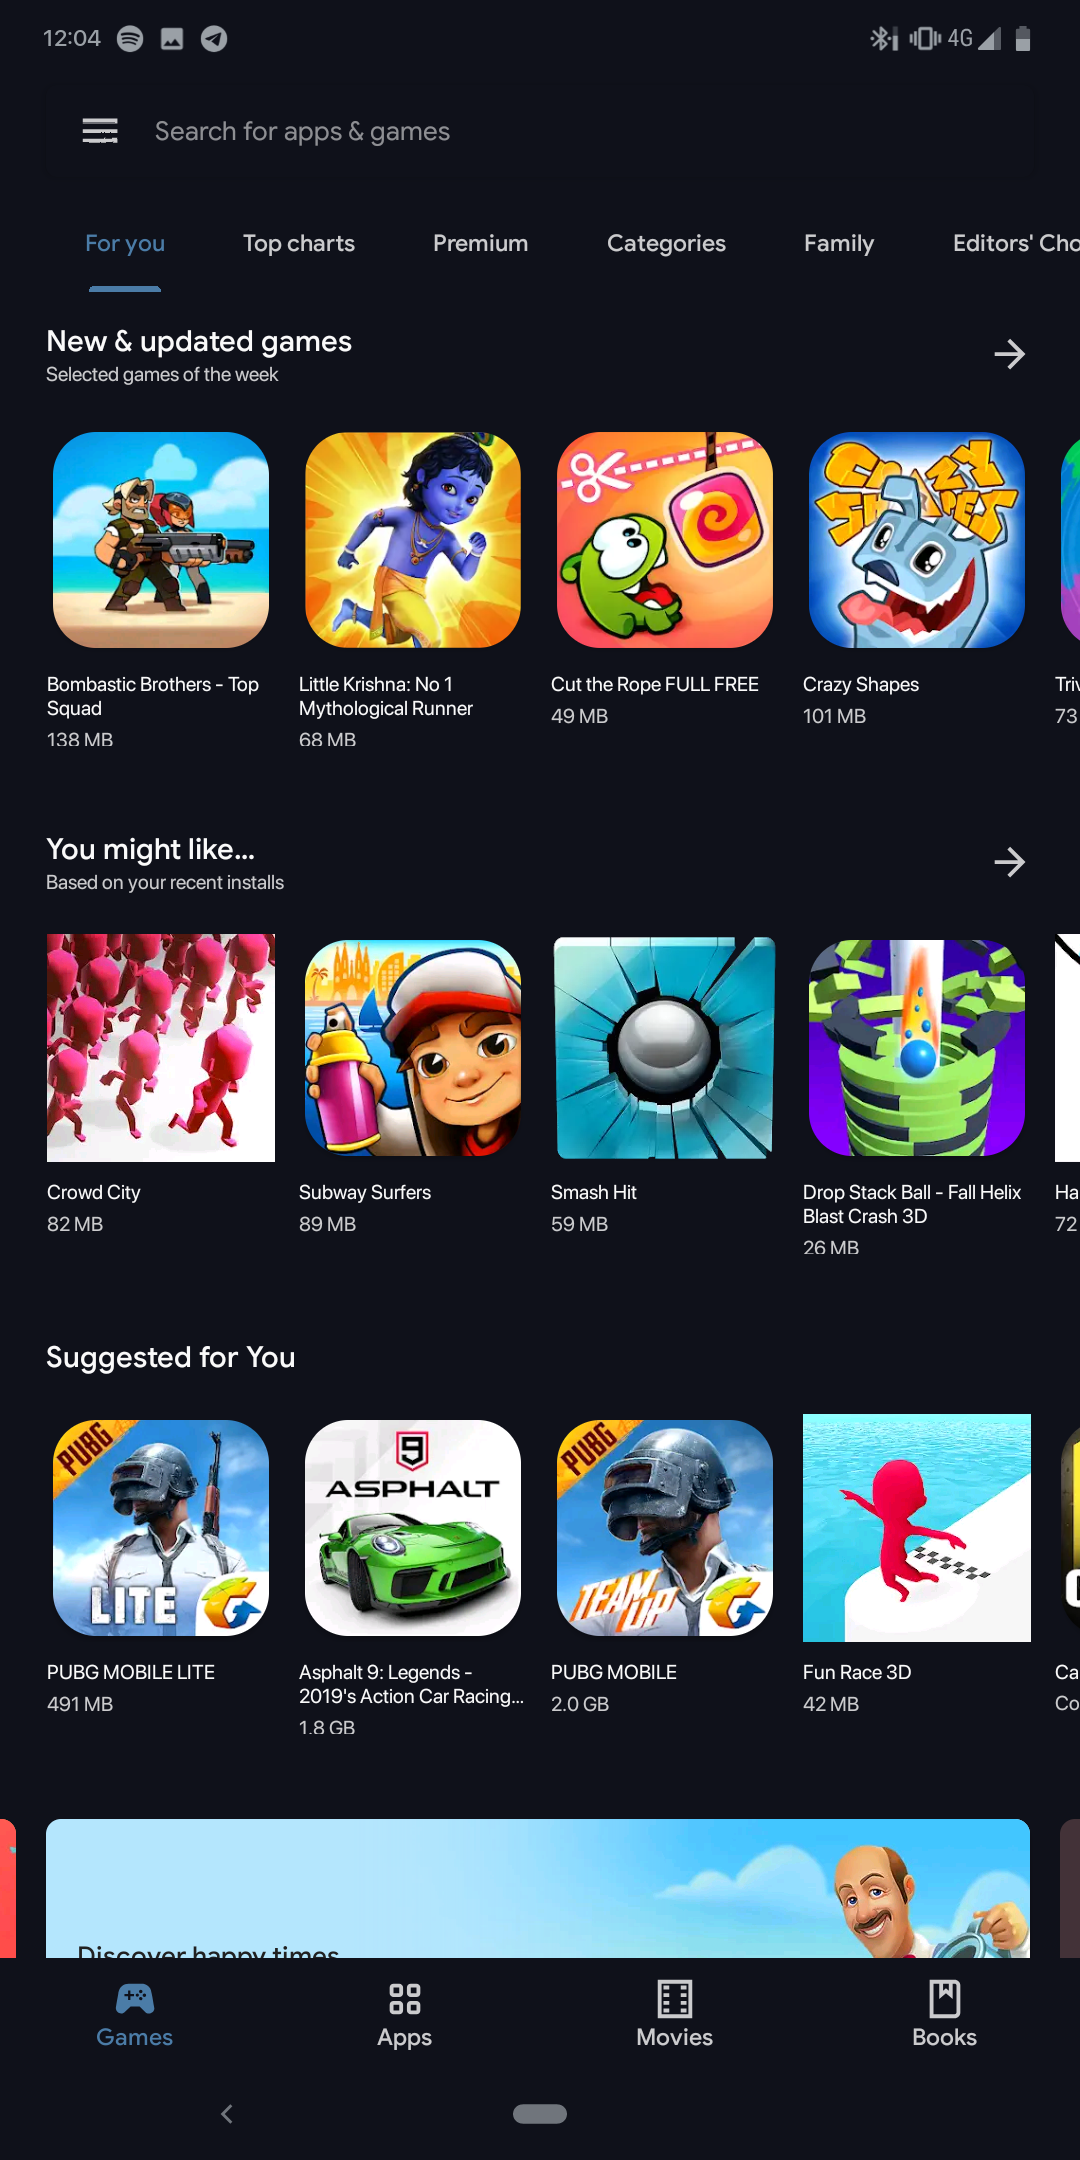 12:04
4G
Search for apps & games
For you
Top charts
Premium
Categories
Family
Editors' Cho
New & updated games
Selected games of the week
CRAZY
SHAPES
Bombastic Brothers - Top
Squad
138 MB
Little Krishna: No 1
Mythological Runner
68 MB
Cut the Rope FULL FREE
49 MB
Crazy Shapes
101 MB
Triv
73
You might like...
Based on your recent installs
Crowd City
82 MB
Subway Surfers
89 MB
Smash Hit
59 MB
Drop Stack Ball - Fall Helix
Blast Crash 3D
26 MB
Ha
72
Suggested for You
PUBG
LITE
9
ASPHALT
PUBG
TEAM
UP
PUBG MOBILE LITE
491 MB
Asphalt 9: Legends -
2019's Action Car Racing...
1.8 GB
PUBG MOBILE
2.0 GB
Fun Race 3D
42 MB
Ca
Co
Discover happy times
Games
Apps
Movies
Books